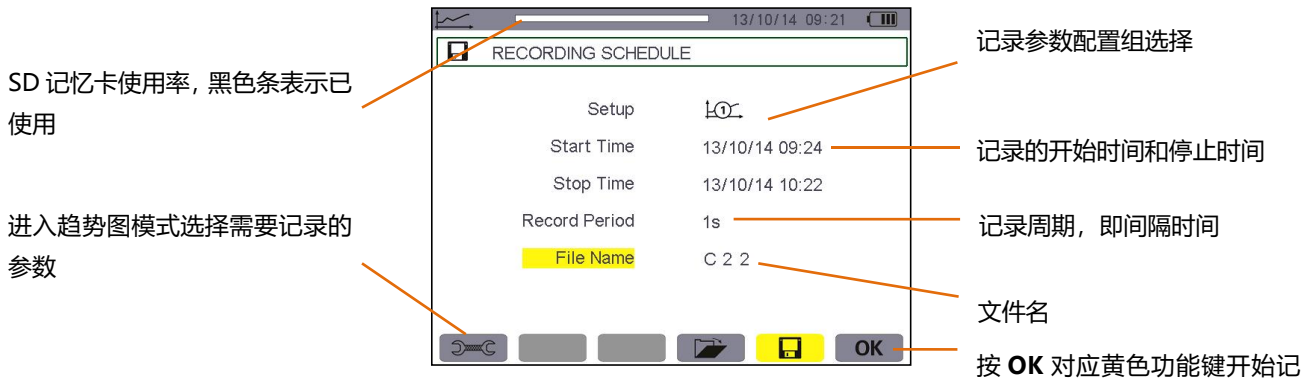 13/10/14 09:21
RECORDING SCHEDULE
Setup
1
Start Time 13/10/14 09:24
Stop Time 13/10/14 10:22
Record Period 1s
File Name C 2 2
OK
SD 记忆卡使用率，黑色条表示已
使用
进入趋势图模式选择需要记录的
参数
记录参数配置组选择
记录的开始时间和停止时间
记录周期，即间隔时间
文件名
按 OK 对应黄色功能键开始记